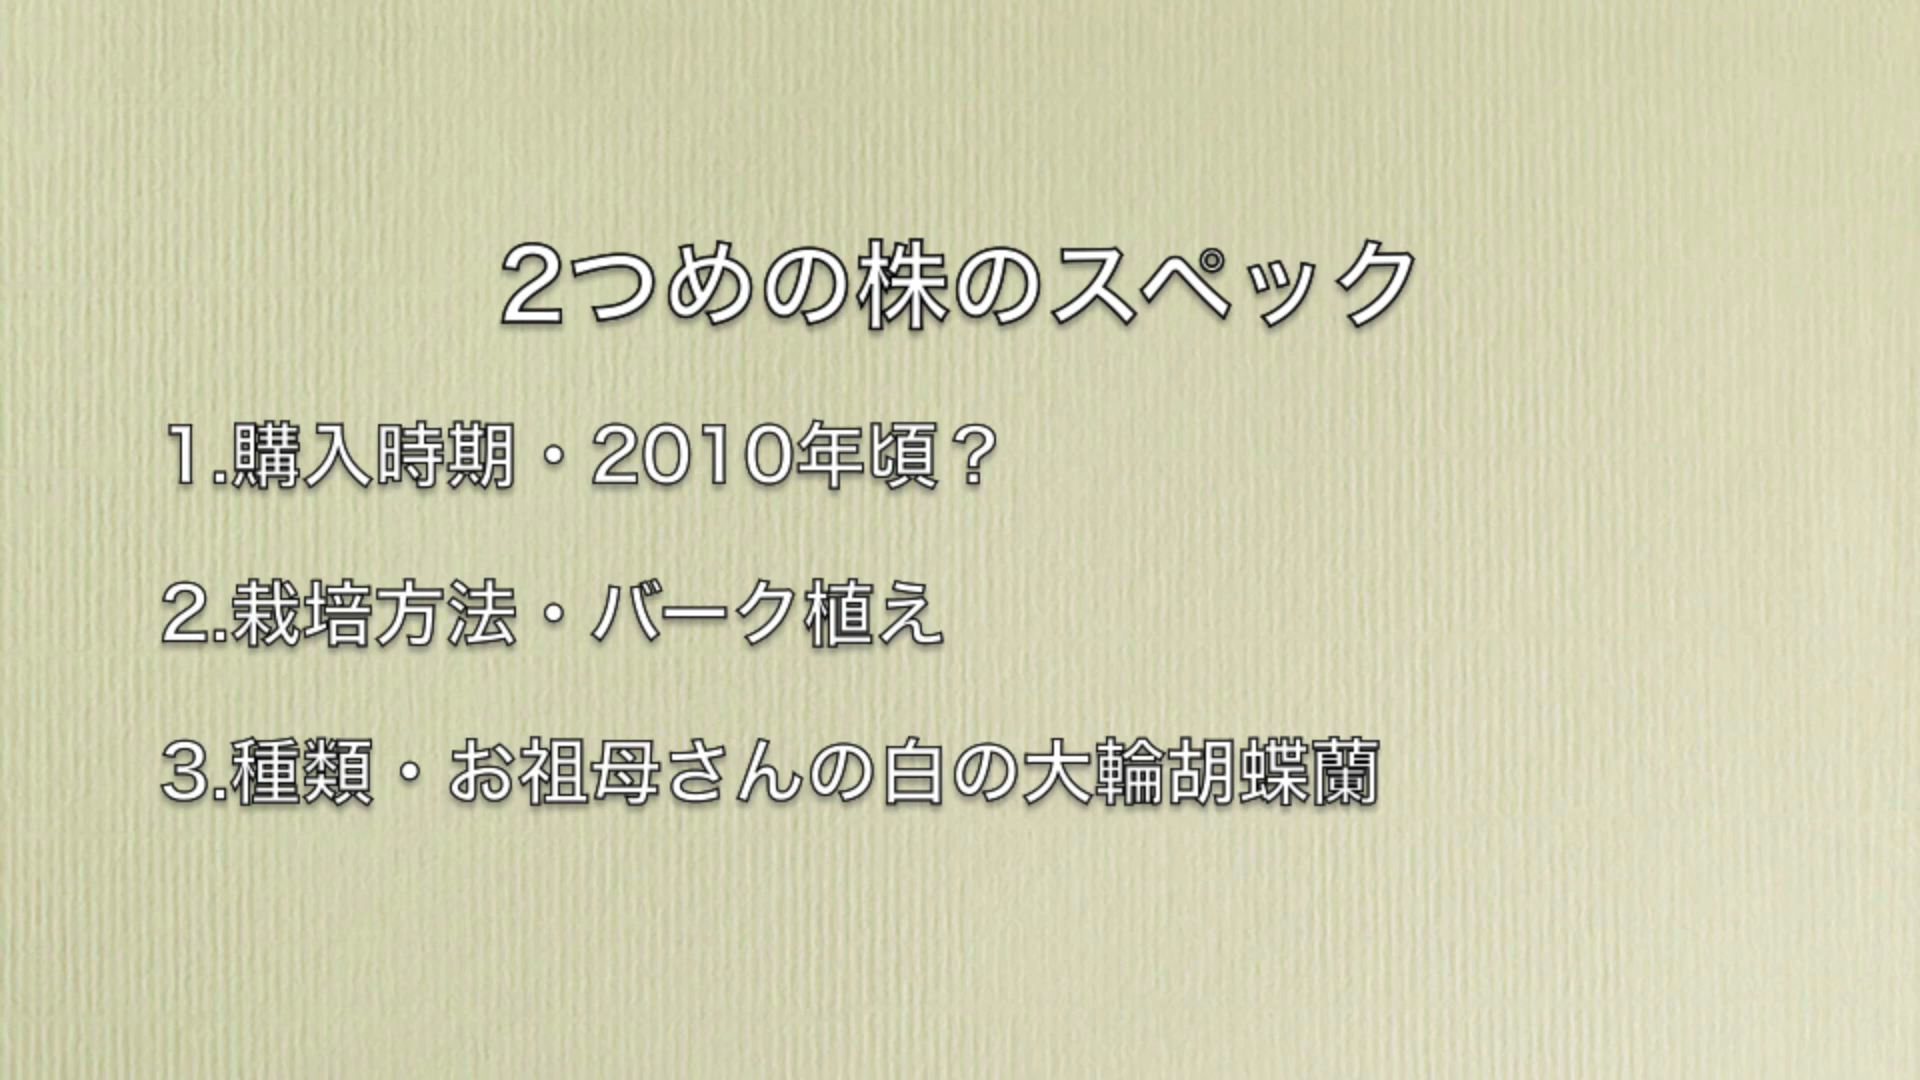 2つめの株のスペック
1.購入時期・2010年頃？
2.栽培方法・バーク植え
3.種類・お祖母さんの白の大輪胡蝶蘭